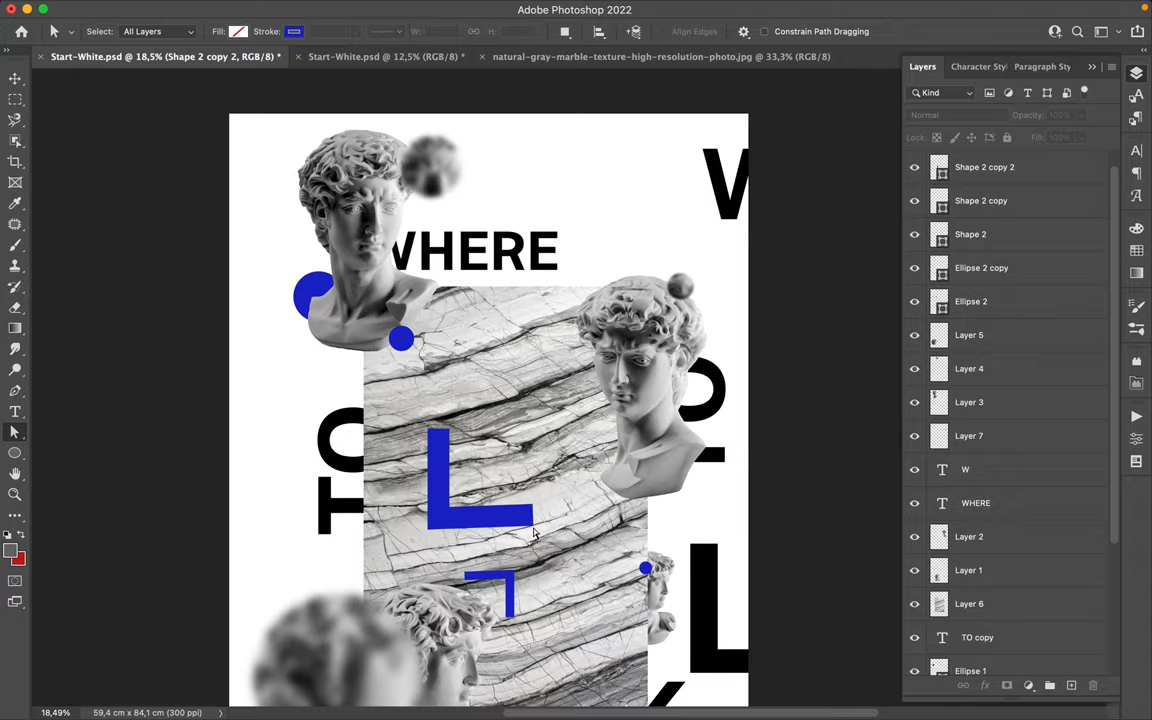 Adobe Photoshop 2022
Select: All Layers Fill: Stroke: W: H: Align Edges Constrain Path Dragging
Start-White.psd @ 18,5% (Shape 2 copy 2, RGB/8) *
Start-White.psd @ 12,5% (RGB/8) *
natural-gray-marble-texture-high-resolution-photo.jpg @ 33,3% (RGB/8)
Layers Character Sty Paragraph Sty
Kind
Normal Opacity: 100%
Lock: Fill: 100%
Shape 2 copy 2
Shape 2 copy
Shape 2
Ellipse 2 copy
Ellipse 2
Layer 5
Layer 4
Layer 3
Layer 7
W
WHERE
Layer 2
Layer 1
Layer 6
TO copy
Ellipse 1
W
WHERE
TO
L
18,49% 59,4 cm x 84,1 cm (300 ppi)